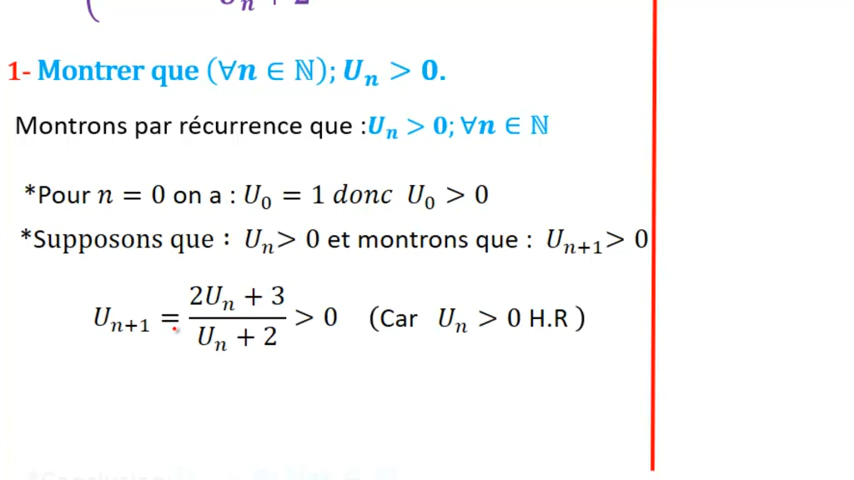 1- Montrer que (∀n ∈ ℕ); Uₙ > 0.
Montrons par récurrence que :Uₙ > 0; ∀n ∈ ℕ
*Pour n = 0 on a : U₀ = 1 donc U₀ > 0
*Supposons que : Uₙ > 0 et montrons que : Uₙ₊₁ > 0
Uₙ₊₁ = (2Uₙ + 3)/(Uₙ + 2) > 0 (Car Uₙ > 0 H.R )